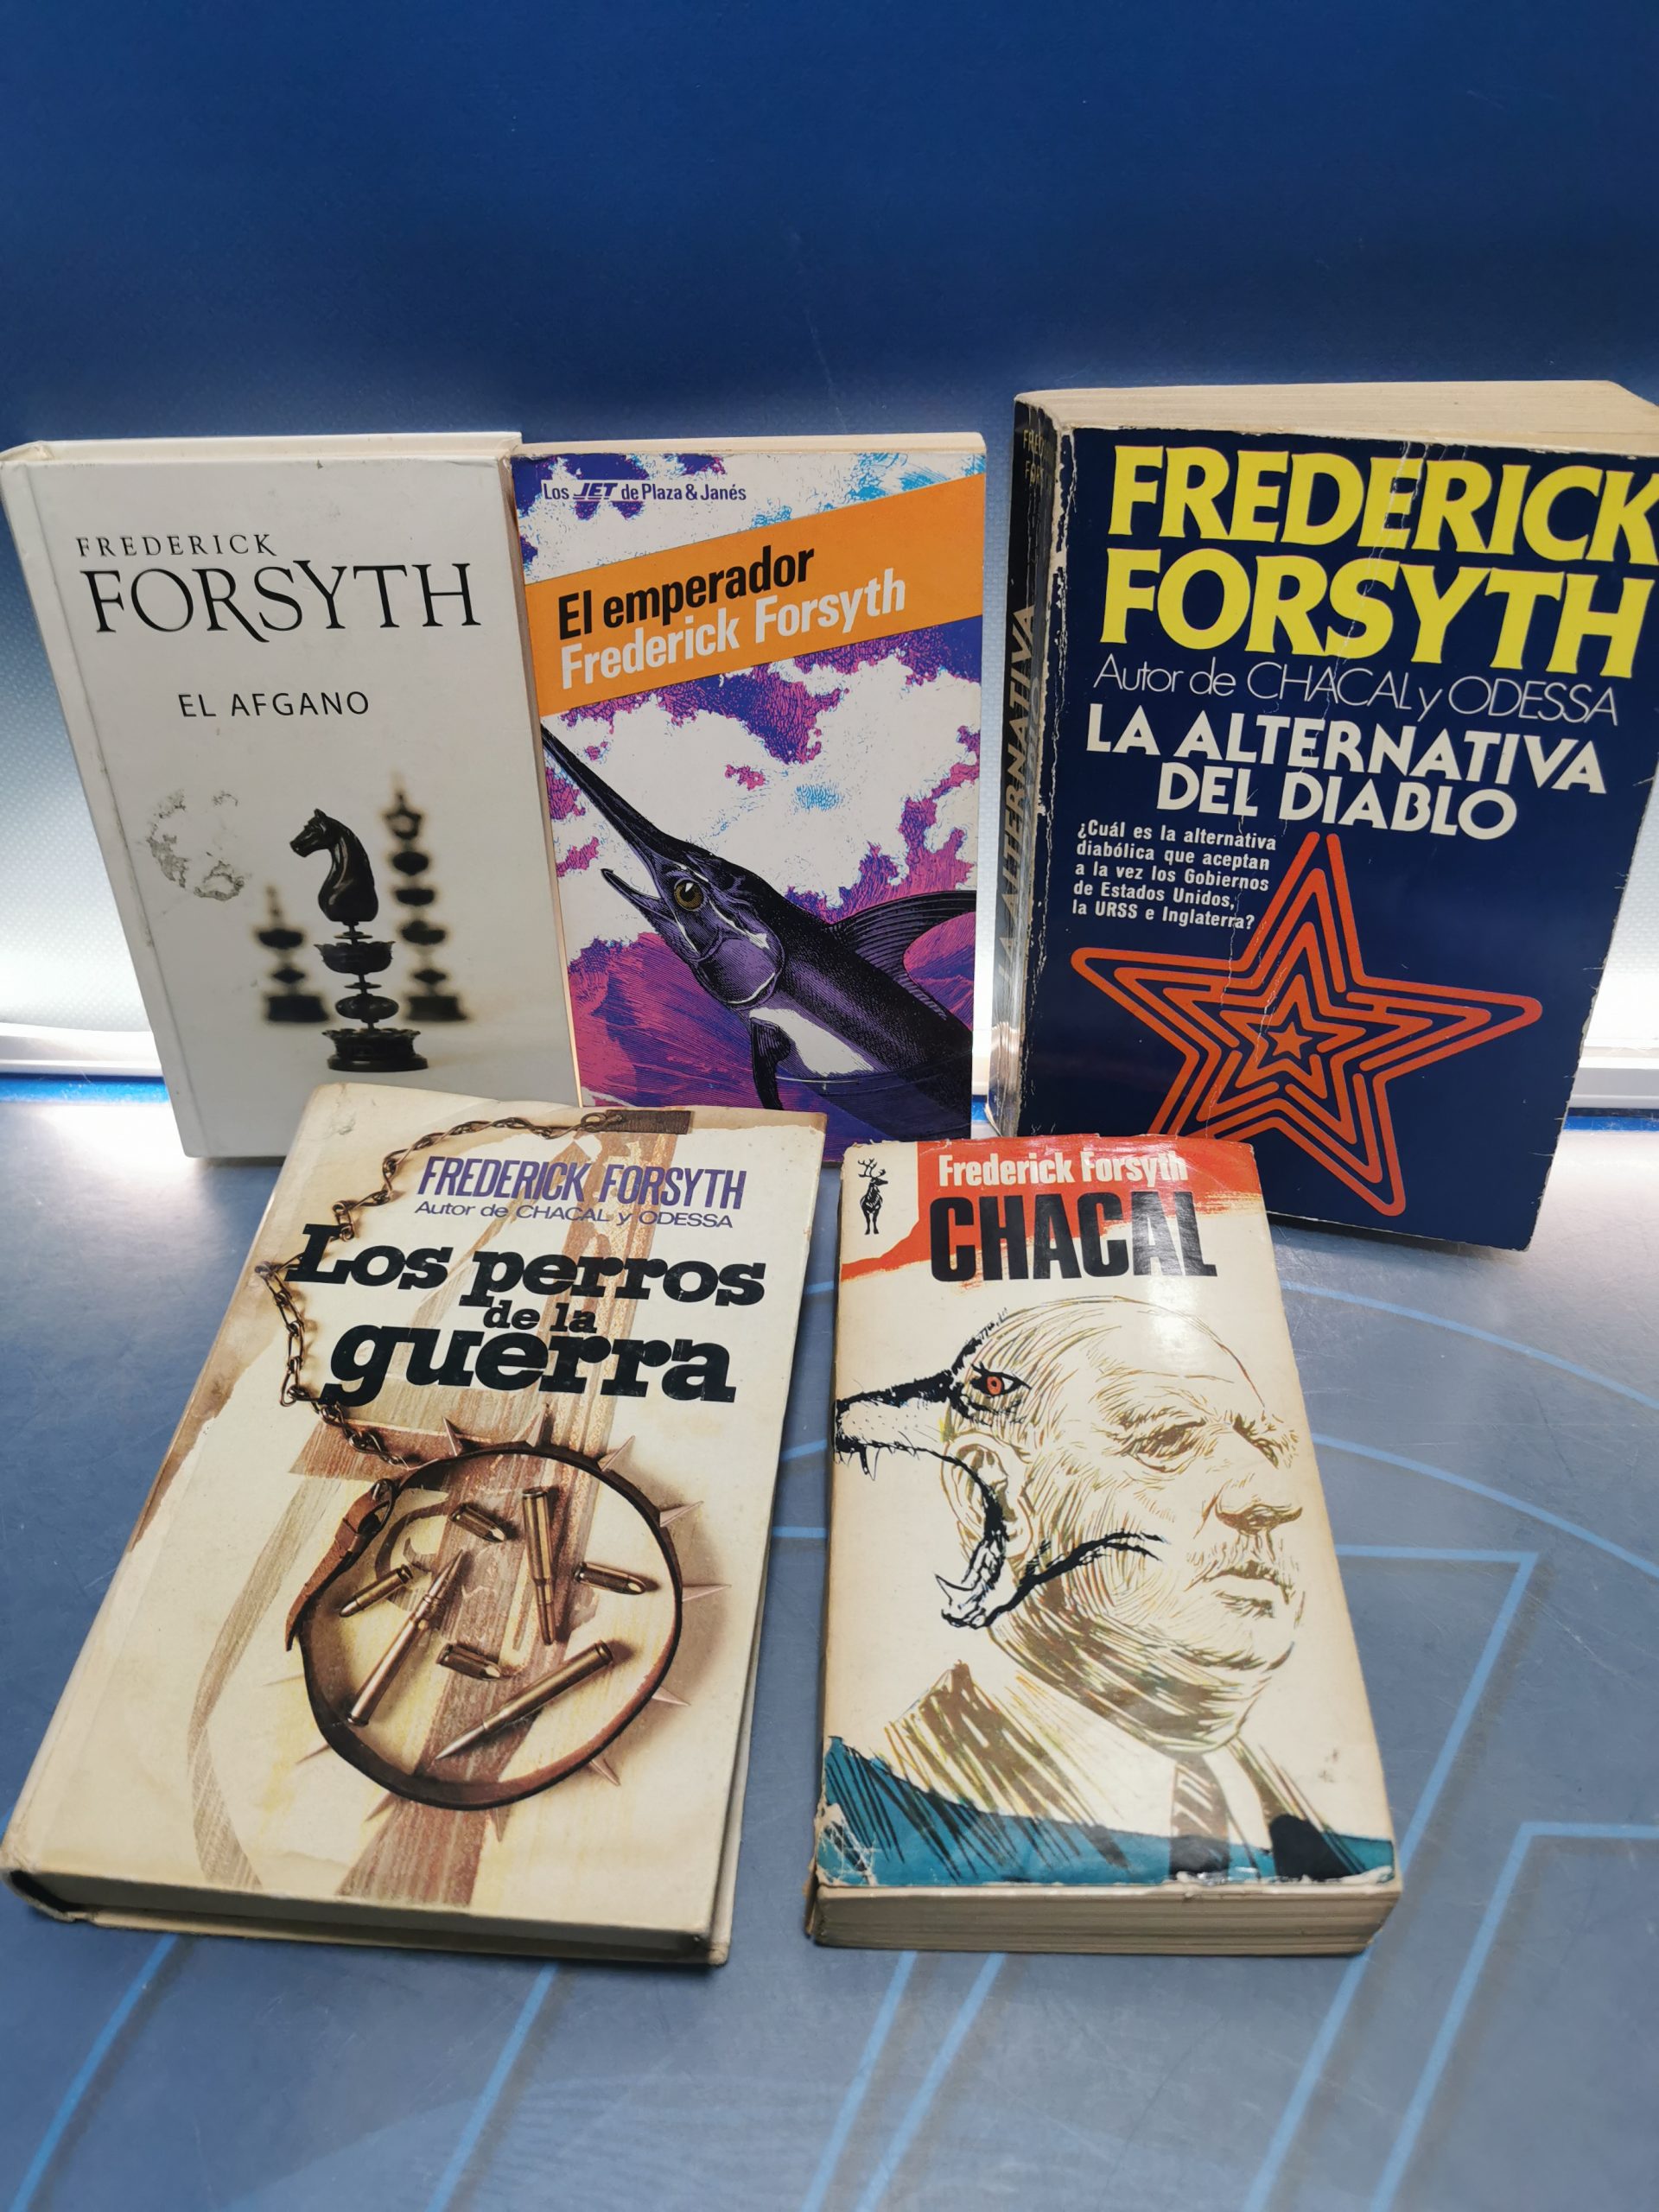 FREDERICK
FORSYTH
EL AFGANO
Los JET de Plaza & Janés
El emperador
Frederick Forsyth
LA ALTERNATIVA
FREDERICK
FORSYTH
Autor de CHACAL y ODESSA
LA ALTERNATIVA
DEL DIABLO
¿Cuál es la alternativa
diabólica que aceptan
a la vez los Gobiernos
de Estados Unidos,
la URSS e Inglaterra?
FREDERICK FORSYTH
Autor de CHACAL y ODESSA
Los perros
de la
guerra
Frederick Forsyth
CHACAL